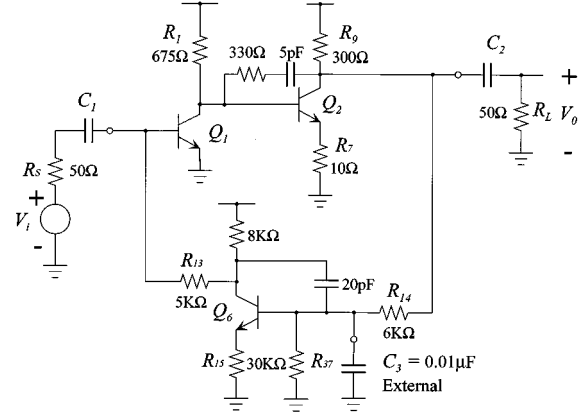 R1
675Ω
330Ω
5pF
R9
300Ω
C2
C1
Q1
Q2
50Ω
RL
+
V0
-
RS
50Ω
+
Vi
-
R7
10Ω
8KΩ
R13
5KΩ
20pF
R14
6KΩ
Q6
R15
30KΩ
R37
C3 = 0.01µF
External